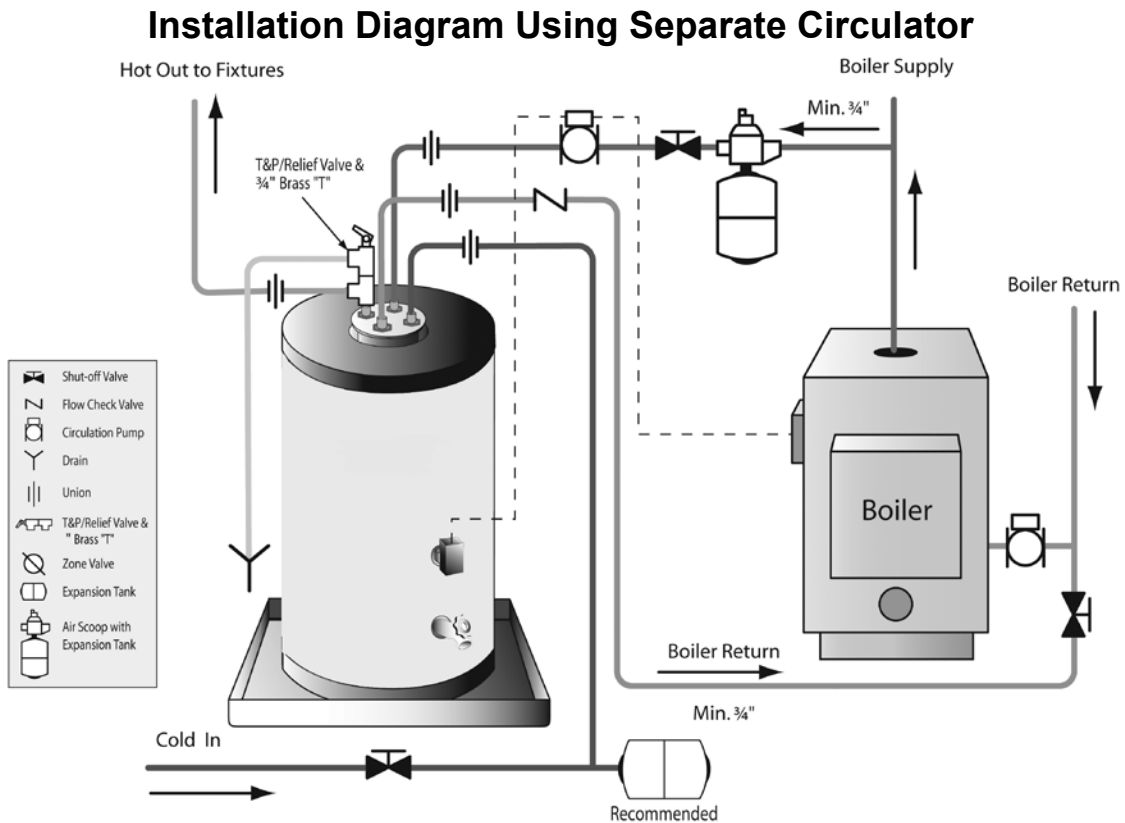 Installation Diagram Using Separate Circulator
Hot Out to Fixtures
Boiler Supply
Min. ¾"
T&P/Relief Valve &
¾" Brass "T"
Boiler Return
Shut-off Valve
Flow Check Valve
Circulation Pump
Drain
Union
T&P/Relief Valve &
" Brass "T"
Zone Valve
Expansion Tank
Air Scoop with
Expansion Tank
Boiler
Boiler Return
Min. ¾"
Cold In
Recommended